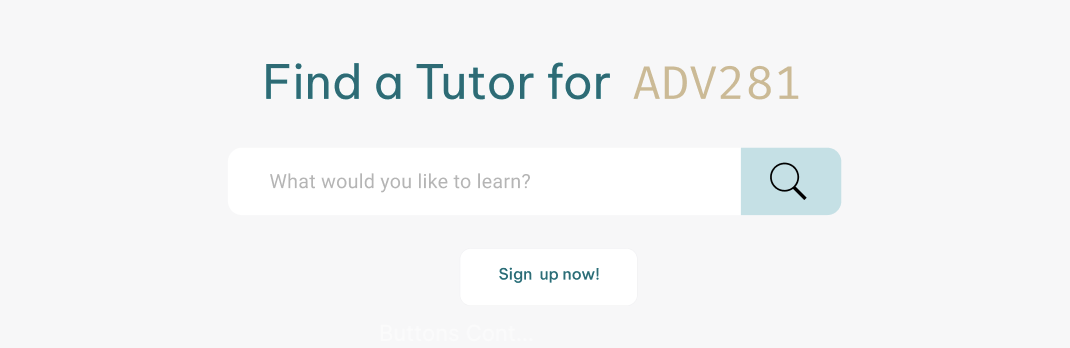 Find a Tutor for ADV281
What would you like to learn?
Sign up now!
Buttons Cont...